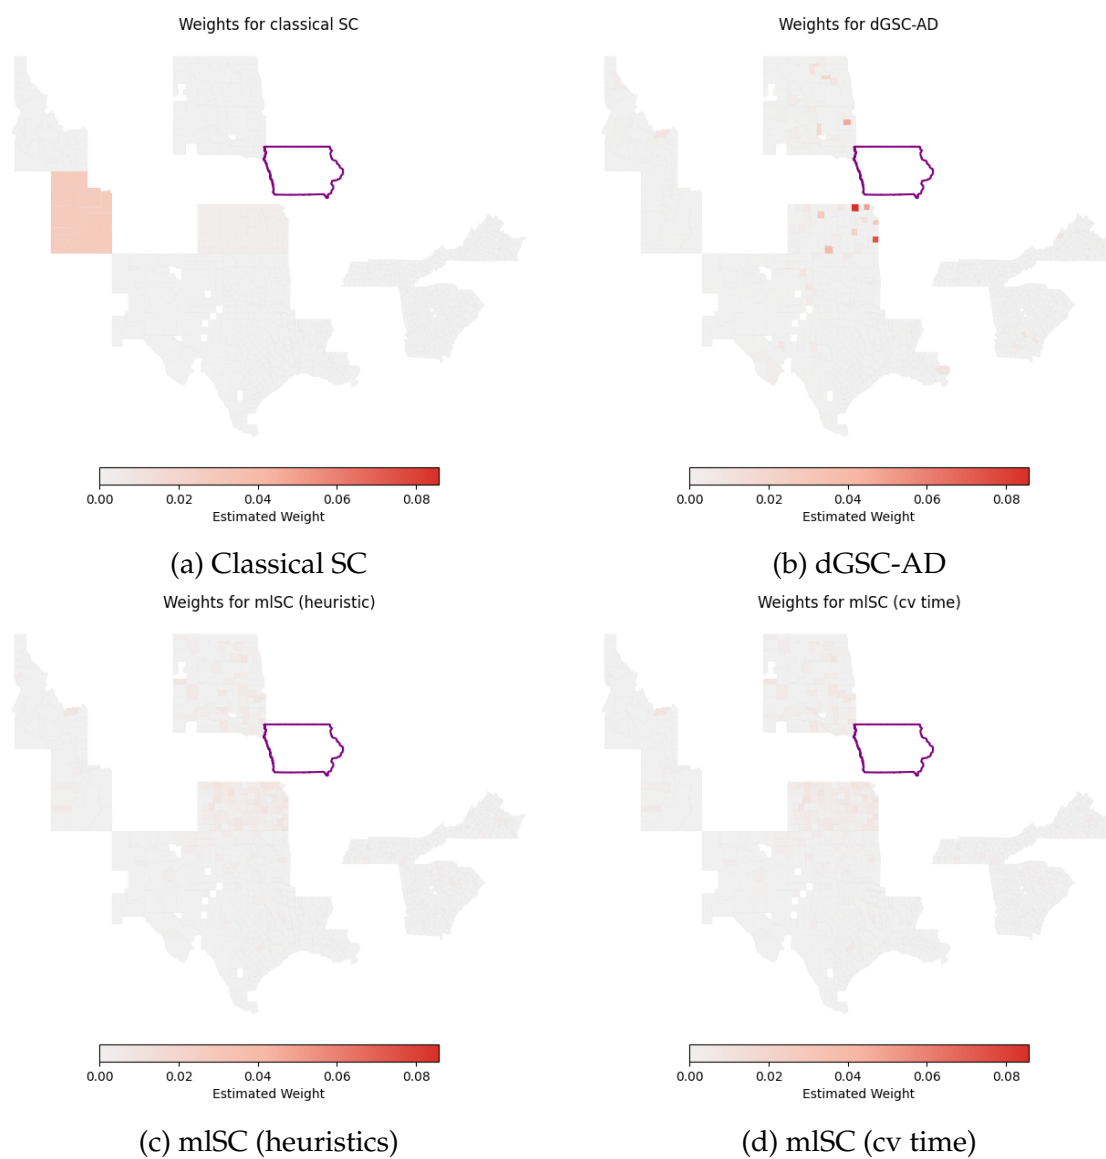 Weights for classical SC
Weights for dGSC-AD
0.00 0.02 0.04 0.06 0.08
Estimated Weight
0.00 0.02 0.04 0.06 0.08
Estimated Weight
(a) Classical SC
(b) dGSC-AD
Weights for mlSC (heuristic)
Weights for mlSC (cv time)
0.00 0.02 0.04 0.06 0.08
Estimated Weight
0.00 0.02 0.04 0.06 0.08
Estimated Weight
(c) mlSC (heuristics)
(d) mlSC (cv time)